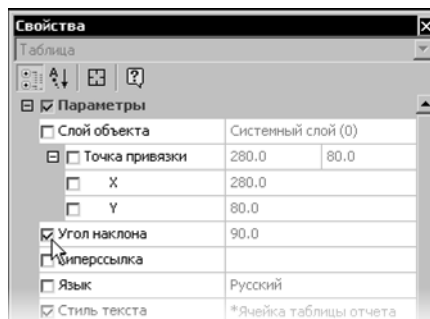 Свойства
Таблица
Параметры
Слой объекта Системный слой (0)
Точка привязки 280.0 80.0
X 280.0
Y 80.0
Угол наклона 90.0
Гиперссылка
Язык Русский
Стиль текста *Ячейка таблицы отчета